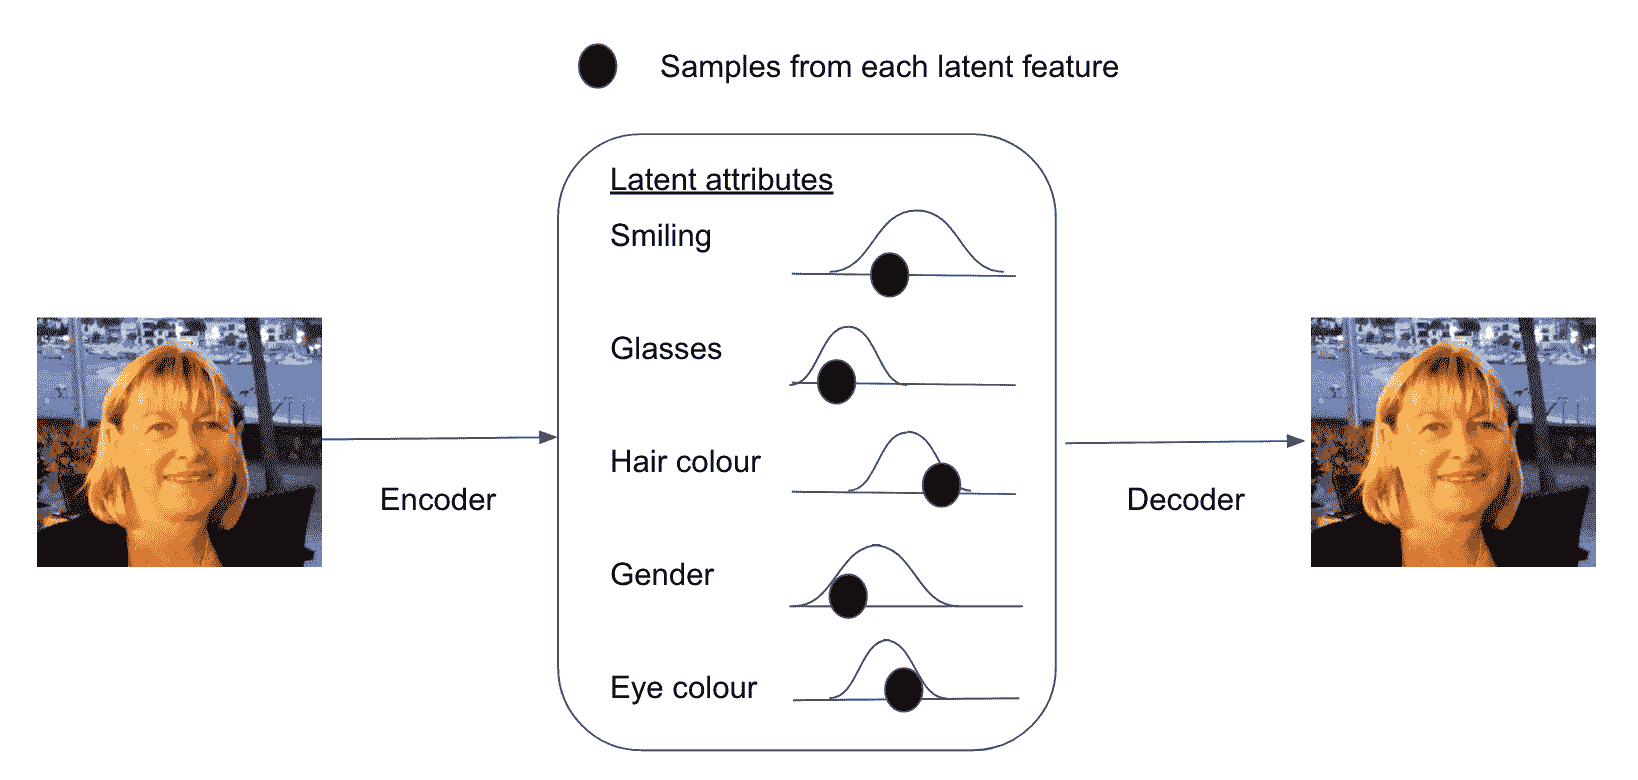 Samples from each latent feature
Latent attributes
Smiling
Glasses
Hair colour
Gender
Eye colour
Encoder
Decoder